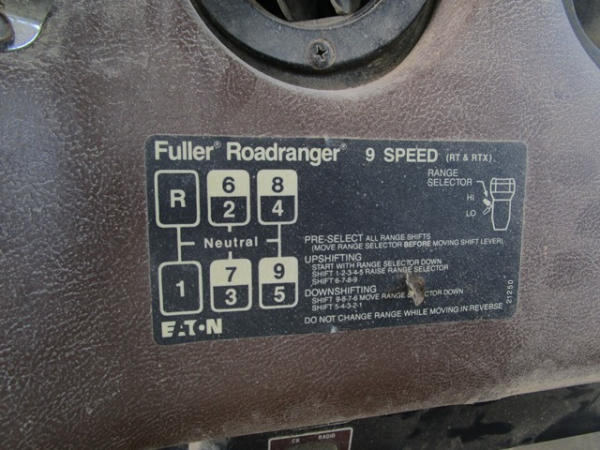 Fuller® Roadranger® 9 SPEED (RT & RTX)
RANGE
SELECTOR
HI
LO
R 6 8
2 4
Neutral
1 7 9
3 5
PRE-SELECT ALL RANGE SHIFTS
(MOVE RANGE SELECTOR BEFORE MOVING SHIFT LEVER)
UPSHIFTING
START WITH RANGE SELECTOR DOWN
SHIFT 1-2-3-4-5 RAISE RANGE SELECTOR
SHIFT 6-7-8-9
DOWNSHIFTING
SHIFT 9-8-7-6 MOVE RANGE SELECTOR DOWN
SHIFT 5-4-3-2-1
DO NOT CHANGE RANGE WHILE MOVING IN REVERSE
21250
EATON
CB RADIO